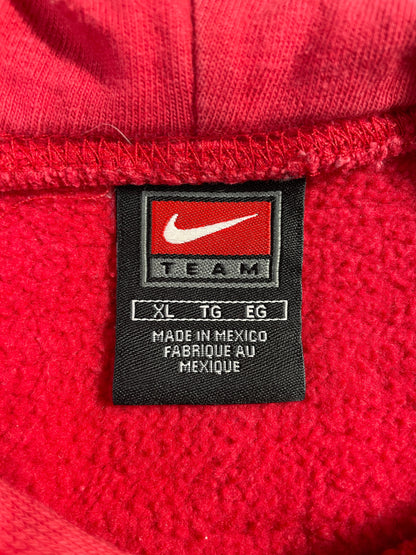 TEAM
XL TG EG
MADE IN MEXICO
FABRIQUE AU
MEXIQUE